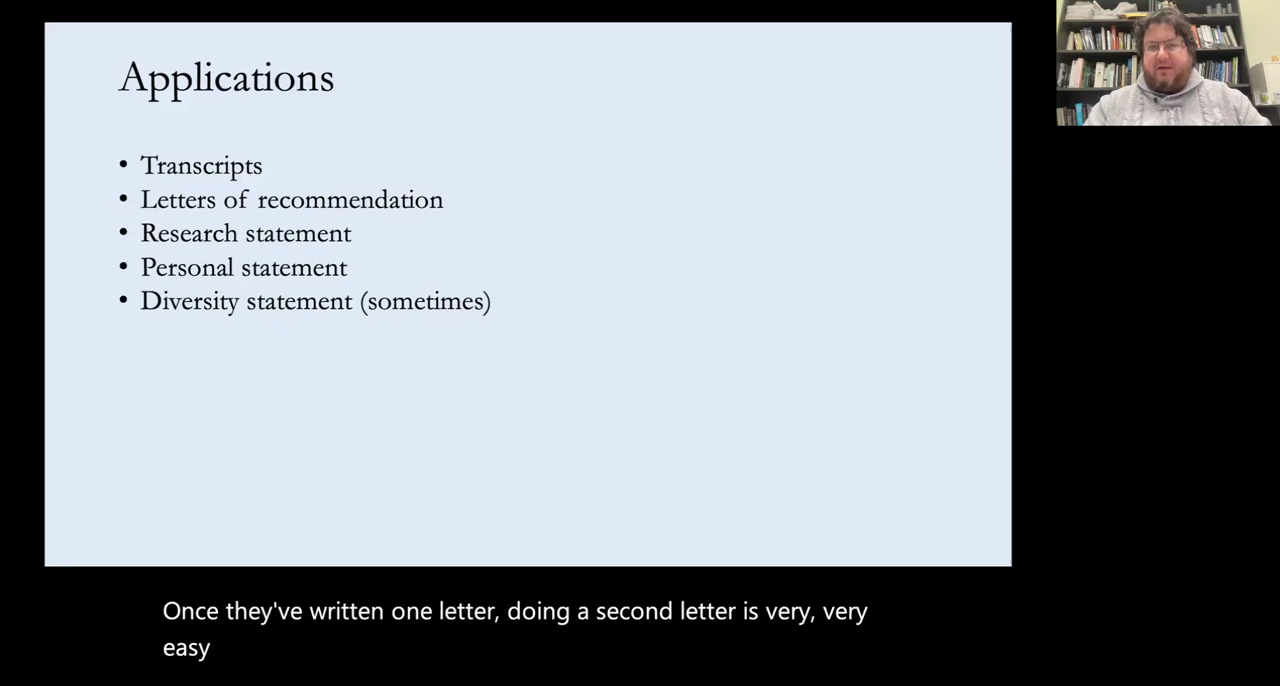 Applications
• Transcripts
• Letters of recommendation
• Research statement
• Personal statement
• Diversity statement (sometimes)
Once they've written one letter, doing a second letter is very, very
easy